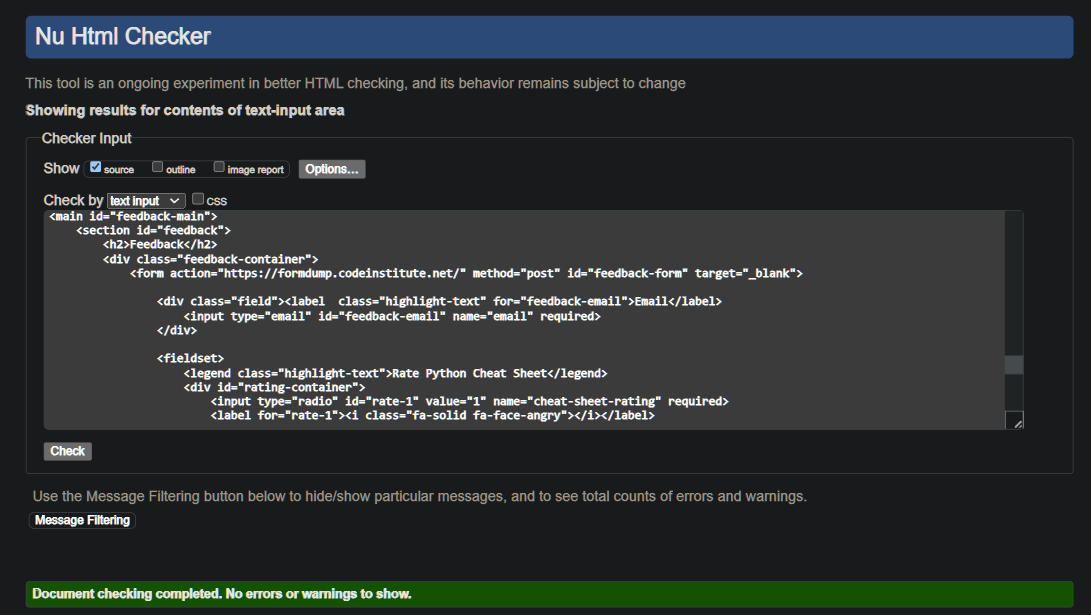 Nu Html Checker
This tool is an ongoing experiment in better HTML checking, and its behavior remains subject to change
Showing results for contents of text-input area
Checker Input
Show source outline image report Options...
Check by text input css
<main id="feedback-main">
<section id="feedback">
<h2>Feedback</h2>
<div class="feedback-container">
<form action="https://formdump.codeinstitute.net/" method="post" id="feedback-form" target="_blank">
<div class="field"><label  class="highlight-text" for="feedback-email">Email</label>
<input type="email" id="feedback-email" name="email" required>
</div>
<fieldset>
<legend class="highlight-text">Rate Python Cheat Sheet</legend>
<div id="rating-container">
<input type="radio" id="rate-1" value="1" name="cheat-sheet-rating" required>
<label for="rate-1"><i class="fa-solid fa-face-angry"></i></label>
Check
Use the Message Filtering button below to hide/show particular messages, and to see total counts of errors and warnings.
Message Filtering
Document checking completed. No errors or warnings to show.